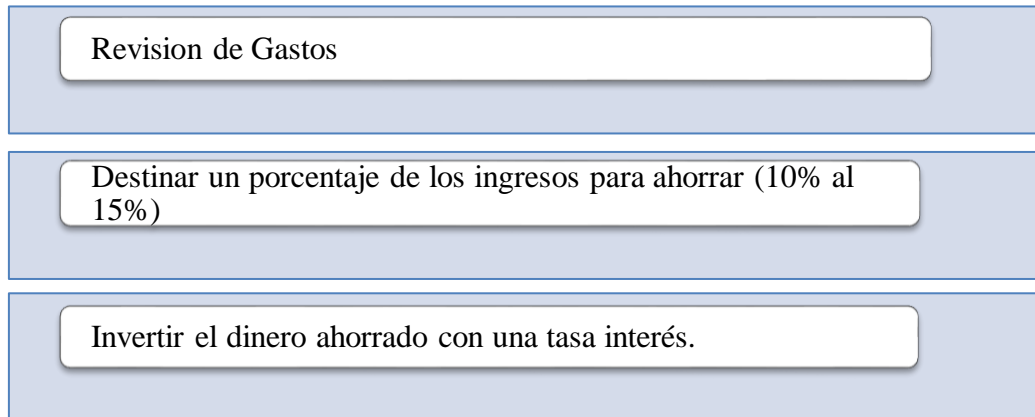 Revision de Gastos
Destinar un porcentaje de los ingresos para ahorrar (10% al
15%)
Invertir el dinero ahorrado con una tasa interés.